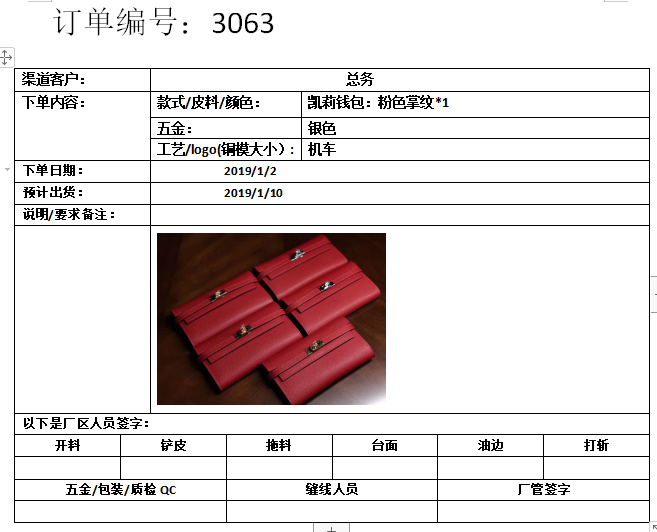 订单编号：3063
渠道客户： 总务
下单内容： 款式/皮料/颜色： 凯莉钱包：粉色掌纹*1
五金： 银色
工艺/logo(铜模大小)： 机车
下单日期： 2019/1/2
预计出货： 2019/1/10
说明/要求备注：
以下是厂区人员签字：
开料 铲皮 拖料 台面 油边 打斩
五金/包装/质检 QC 缝线人员 厂管签字